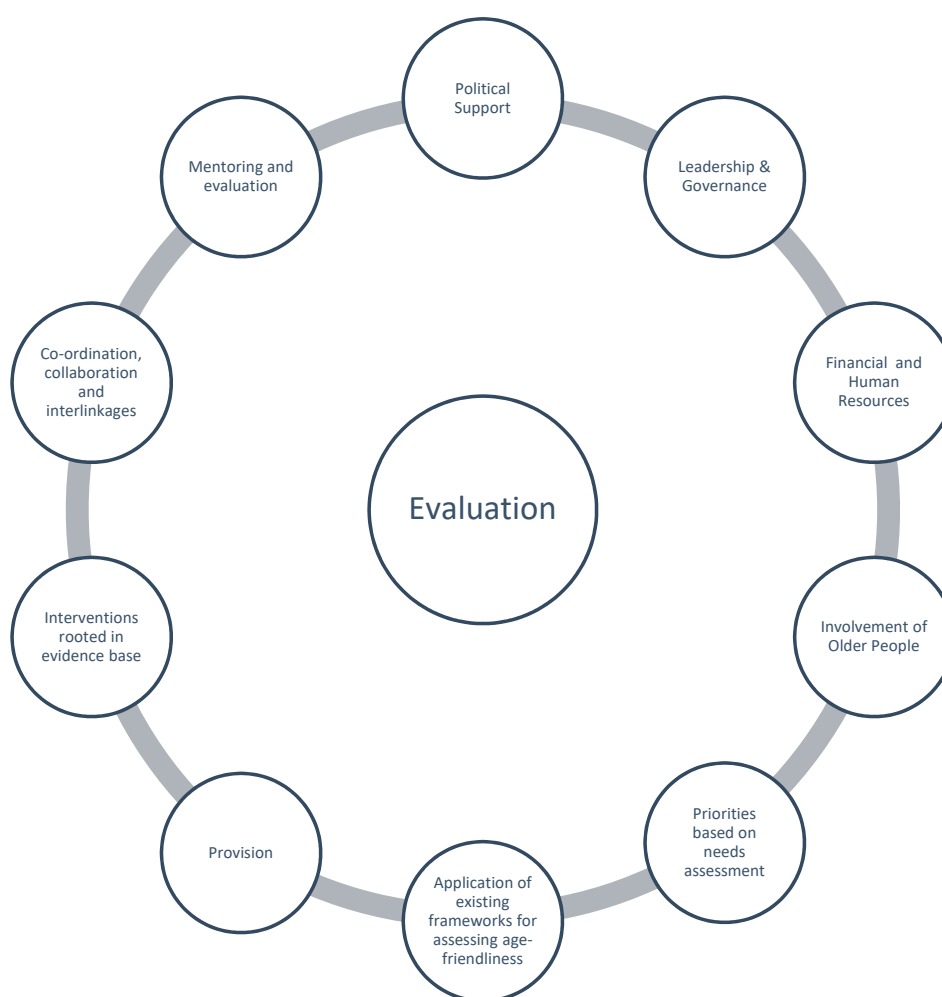 Political
Support
Leadership &
Governance
Financial and
Human
Resources
Involvement of
Older People
Priorities
based on
needs
assessment
Application of
existing
frameworks for
assessing age-
friendliness
Provision
Interventions
rooted in
evidence base
Co-ordination,
collaboration
and
interlinkages
Mentoring and
evaluation
Evaluation